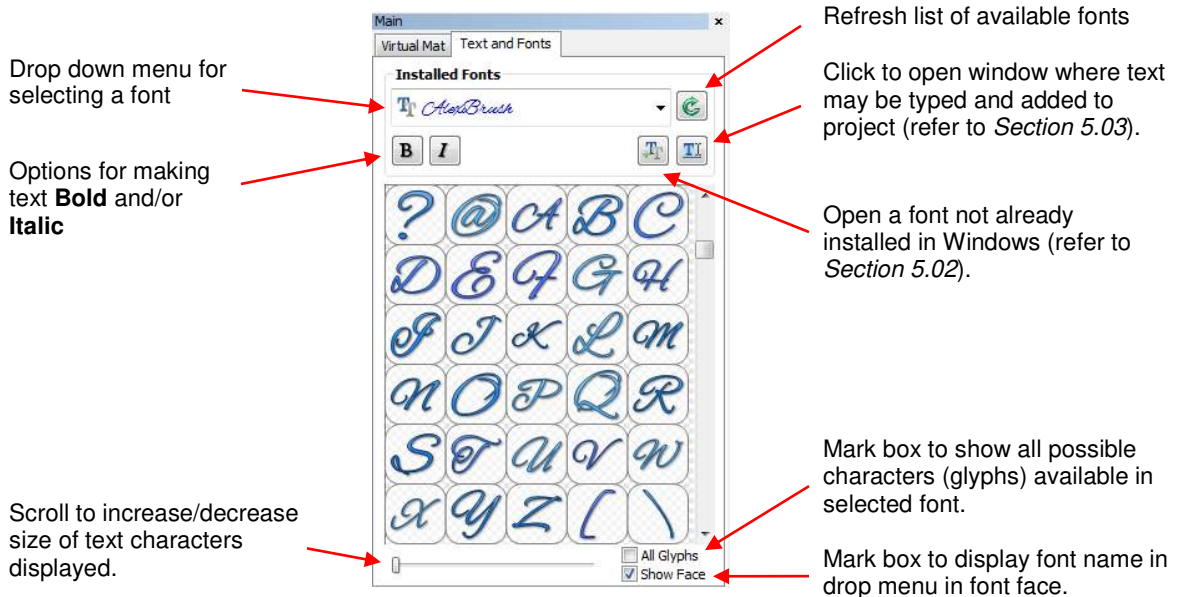 Main
x
Virtual Mat
Text and Fonts
Installed Fonts
AlexBrush
B
I
? @ A B C
D E F G H
I J K L M
N O P Q R
S T U V W
X Y Z [ \
All Glyphs
Show Face
Drop down menu for
selecting a font
Options for making
text Bold and/or
Italic
Scroll to increase/decrease
size of text characters
displayed.
Refresh list of available fonts
Click to open window where text
may be typed and added to
project (refer to Section 5.03).
Open a font not already
installed in Windows (refer to
Section 5.02).
Mark box to show all possible
characters (glyphs) available in
selected font.
Mark box to display font name in
drop menu in font face.